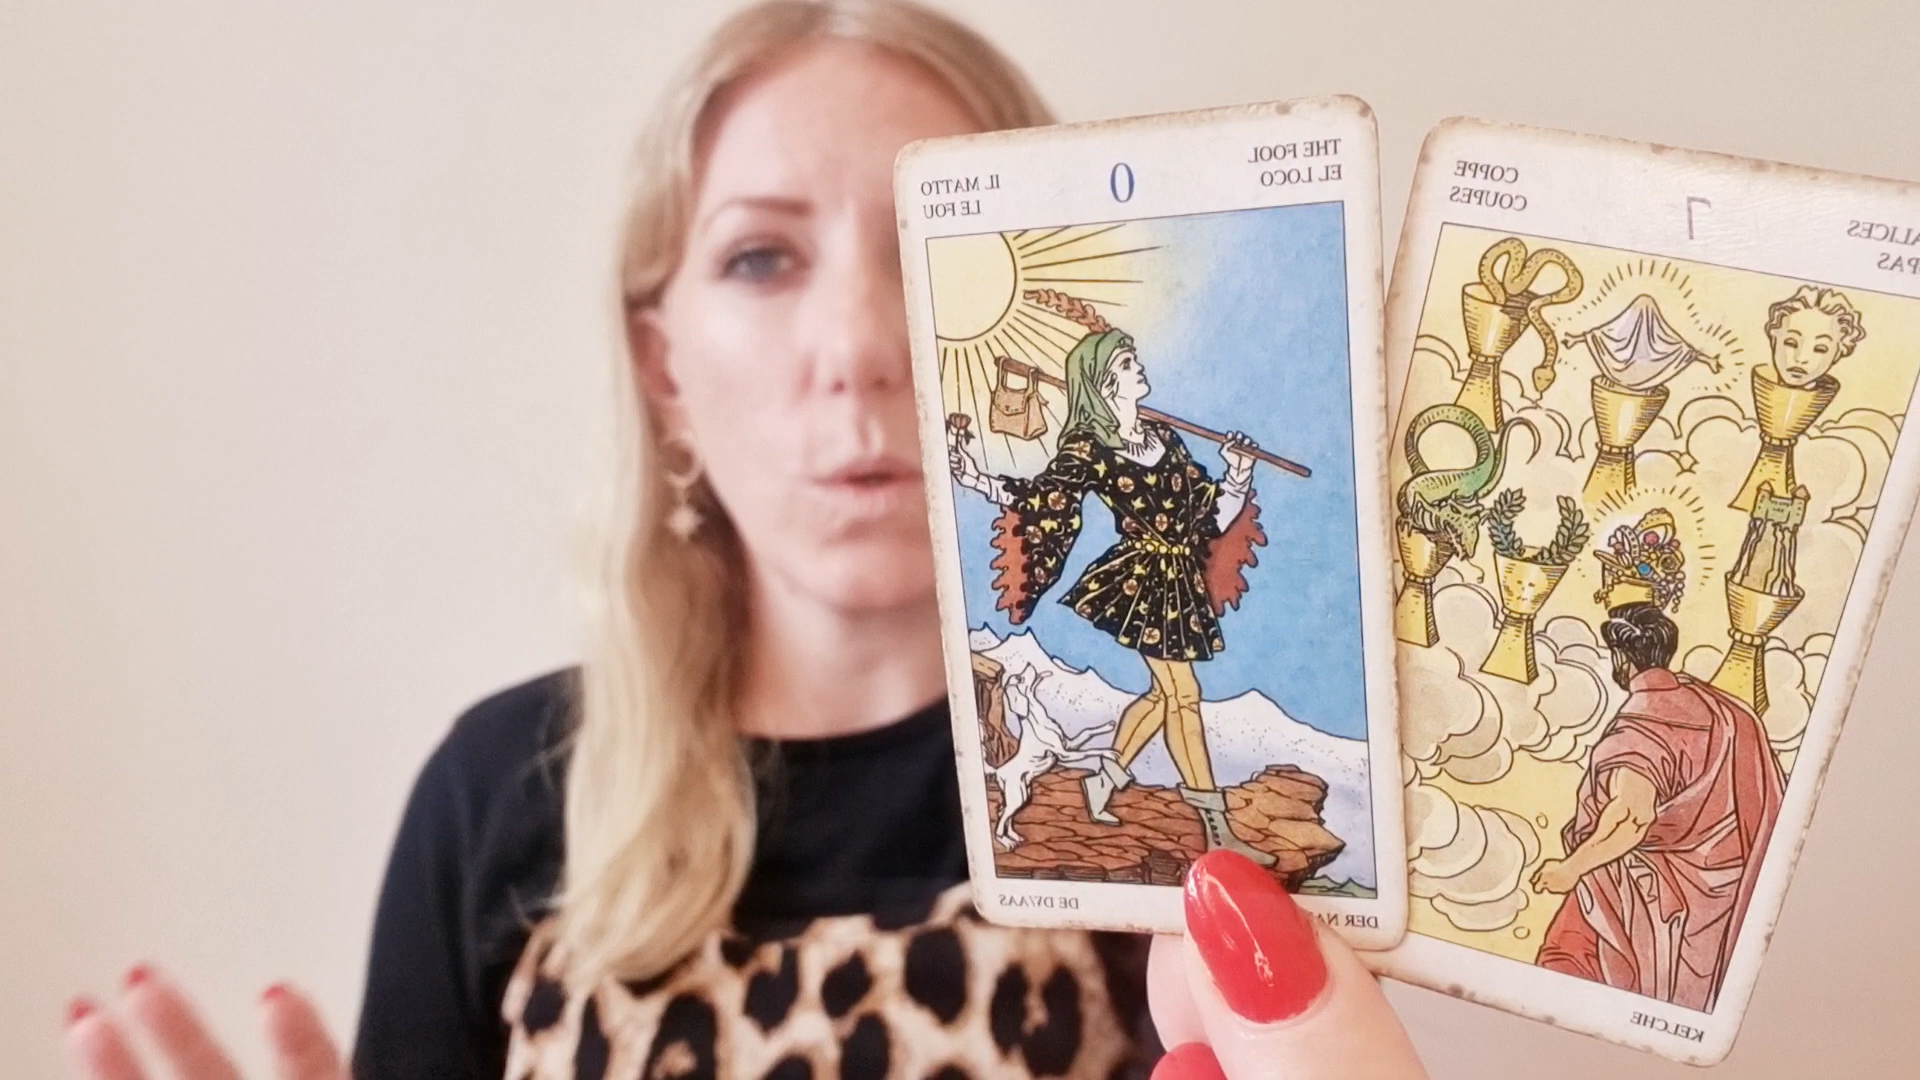 IL MATTO
LE FOU
0
THE FOOL
EL LOCO
DE DWAAS
COPPE
COUPES
7
KELCHE